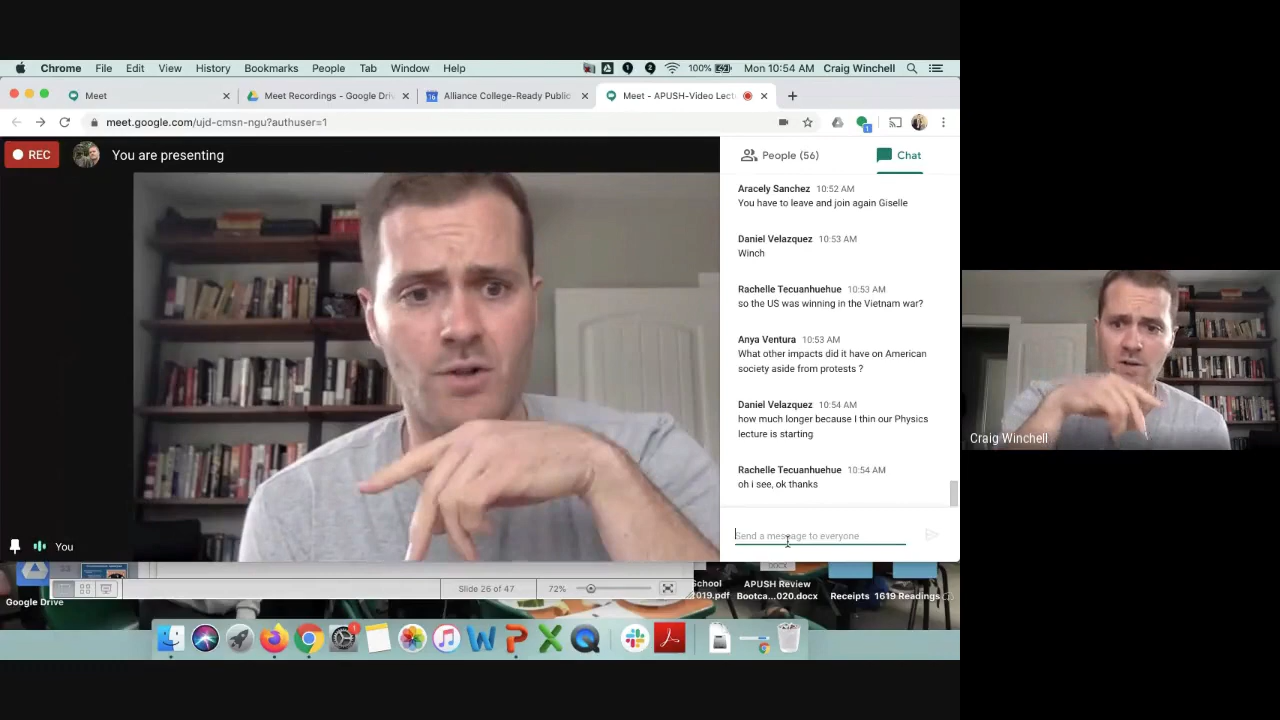 Chrome File Edit View History Bookmarks People Tab Window Help
100% Mon 10:54 AM Craig Winchell
Meet
Meet Recordings - Google Dri
Alliance College-Ready Public
Meet - APUSH-Video Lect
meet.google.com/ujd-cmsn-ngu?authuser=1
REC
You are presenting
People (56)
Chat
Aracely Sanchez 10:52 AM
You have to leave and join again Giselle
Daniel Velazquez 10:53 AM
Winch
Rachelle Tecuanhuehue 10:53 AM
so the US was winning in the Vietnam war?
Anya Ventura 10:53 AM
What other impacts did it have on American
society aside from protests ?
Daniel Velazquez 10:54 AM
how much longer because I thin our Physics
lecture is starting
Rachelle Tecuanhuehue 10:54 AM
oh i see, ok thanks
Send a message to everyone
You
Craig Winchell
Google Drive
Slide 26 of 47
72%
School
2019.pdf
APUSH Review
Bootca...020.docx
Receipts
1619 Readings